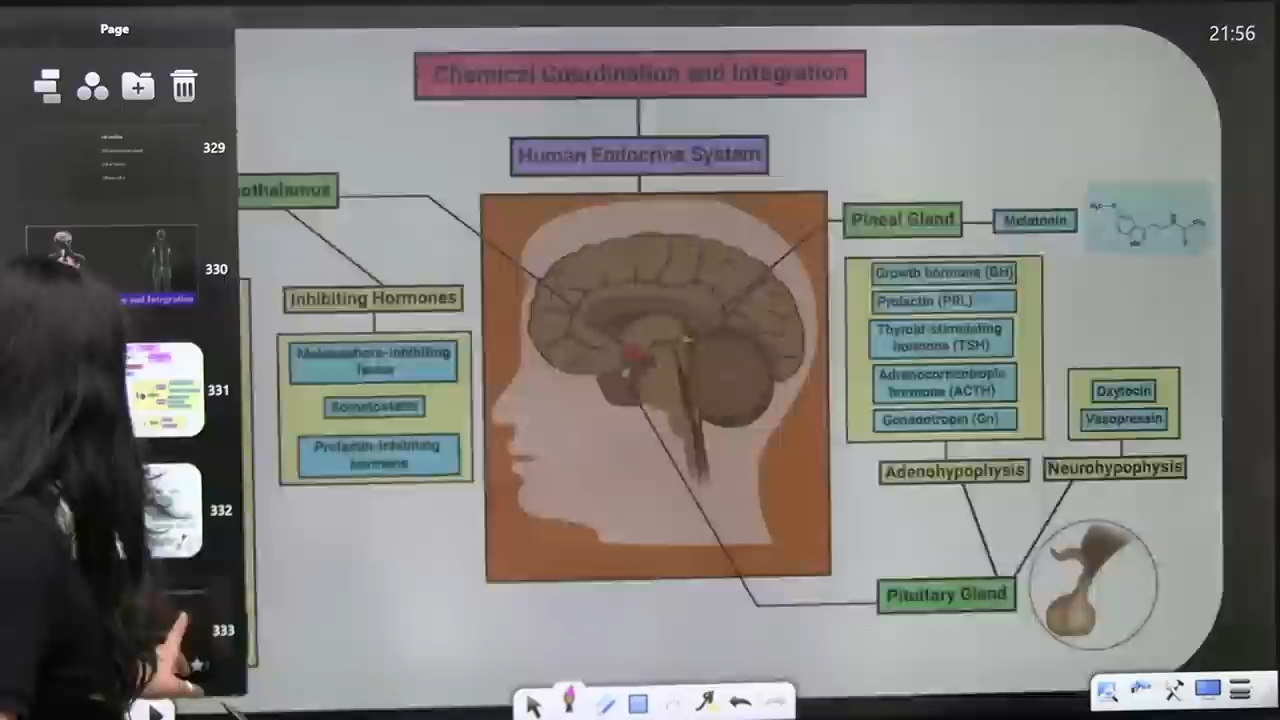 Page
21:56
Chemical Coordination and Integration
Human Endocrine System
329
330
e and Integration
331
332
333
othalamus
Inhibiting Hormones
Melanophore-inhibiting
factor
Somatostatin
Prolactin-inhibiting
hormone
Pineal Gland
Melatonin
Growth hormone (GH)
Prolactin (PRL)
Thyroid-stimulating
hormone (TSH)
Adrenocorticotropic
hormone (ACTH)
Gonadotropin (Gn)
Oxytocin
Vasopressin
Adenohypophysis
Neurohypophysis
Pituitary Gland